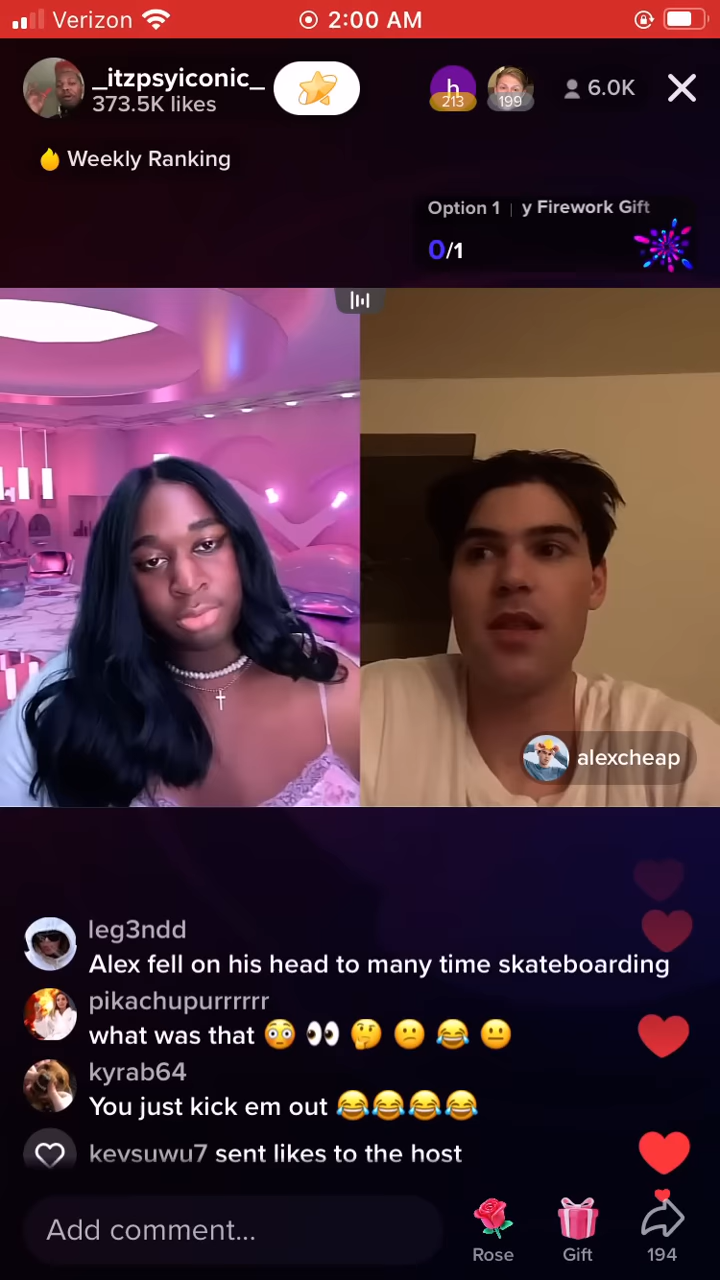 Verizon 2:00 AM
_itzpsyiconic_
373.5K likes
h
213
199
6.0K
Weekly Ranking
Option 1 | y Firework Gift
0/1
alexcheap
leg3ndd
Alex fell on his head to many time skateboarding
pikachupurrrrrr
what was that 😳 👀 🤔 😕 😂 😐
kyrab64
You just kick em out 😂😂😂😂
kevsuwu7 sent likes to the host
Add comment...
Rose
Gift
194